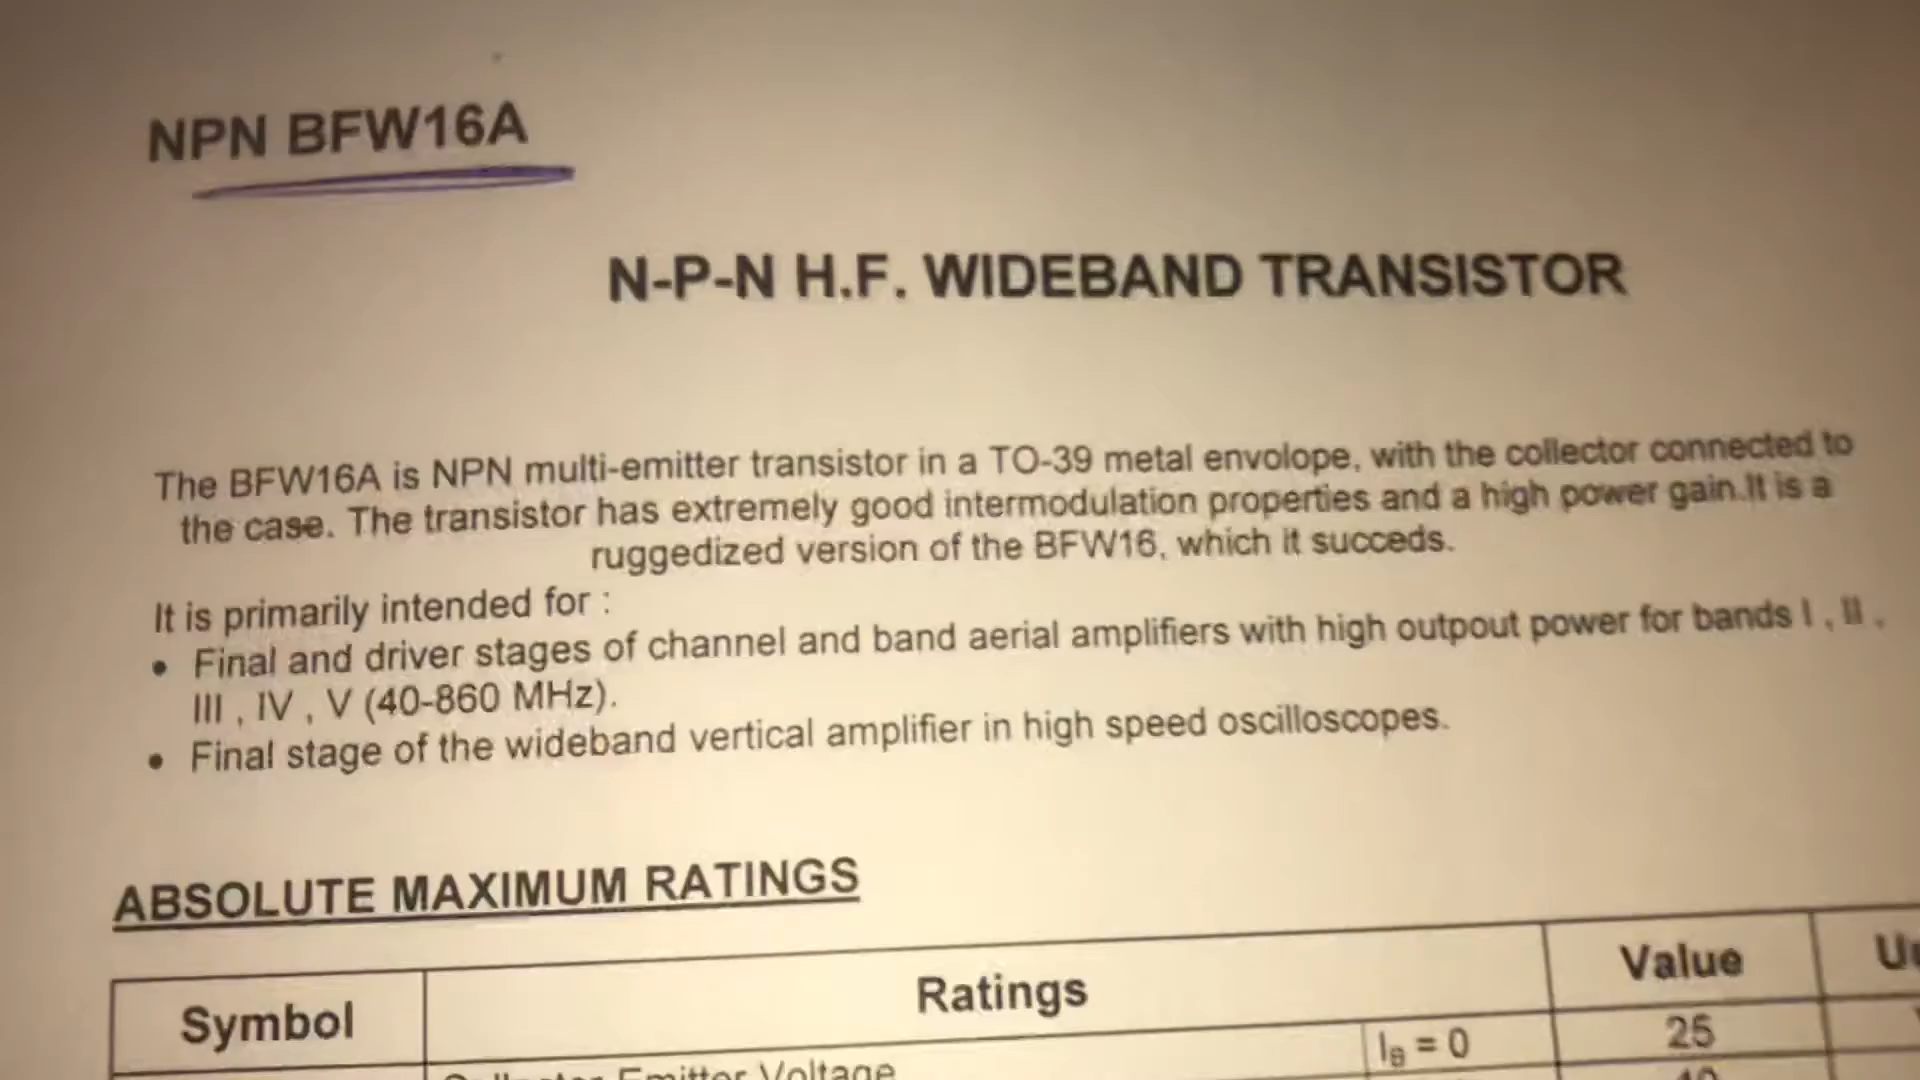 NPN BFW16A
N-P-N H.F. WIDEBAND TRANSISTOR
The BFW16A is NPN multi-emitter transistor in a TO-39 metal envolope, with the collector connected to
the case. The transistor has extremely good intermodulation properties and a high power gain.It is a
ruggedized version of the BFW16, which it succeds.
It is primarily intended for :
• Final and driver stages of channel and band aerial amplifiers with high outpout power for bands I , II ,
III , IV , V (40-860 MHz).
• Final stage of the wideband vertical amplifier in high speed oscilloscopes.
ABSOLUTE MAXIMUM RATINGS
Symbol Ratings Value
Emitter Voltage IB = 0 25